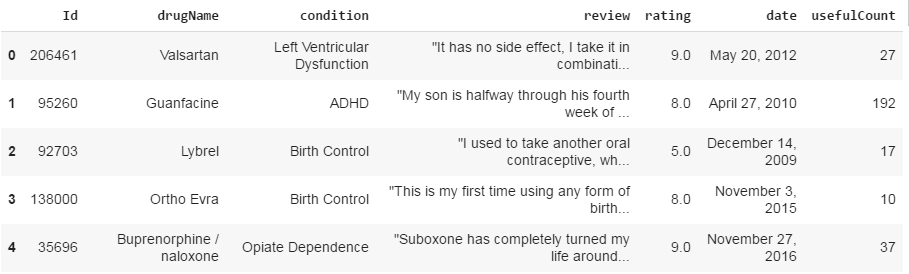 Id drugName condition review rating date usefulCount
0 206461 Valsartan Left Ventricular Dysfunction "It has no side effect, I take it in combinati... 9.0 May 20, 2012 27
1 95260 Guanfacine ADHD "My son is halfway through his fourth week of ... 8.0 April 27, 2010 192
2 92703 Lybrel Birth Control "I used to take another oral contraceptive, wh... 5.0 December 14, 2009 17
3 138000 Ortho Evra Birth Control "This is my first time using any form of birth... 8.0 November 3, 2015 10
4 35696 Buprenorphine / naloxone Opiate Dependence "Suboxone has completely turned my life around... 9.0 November 27, 2016 37